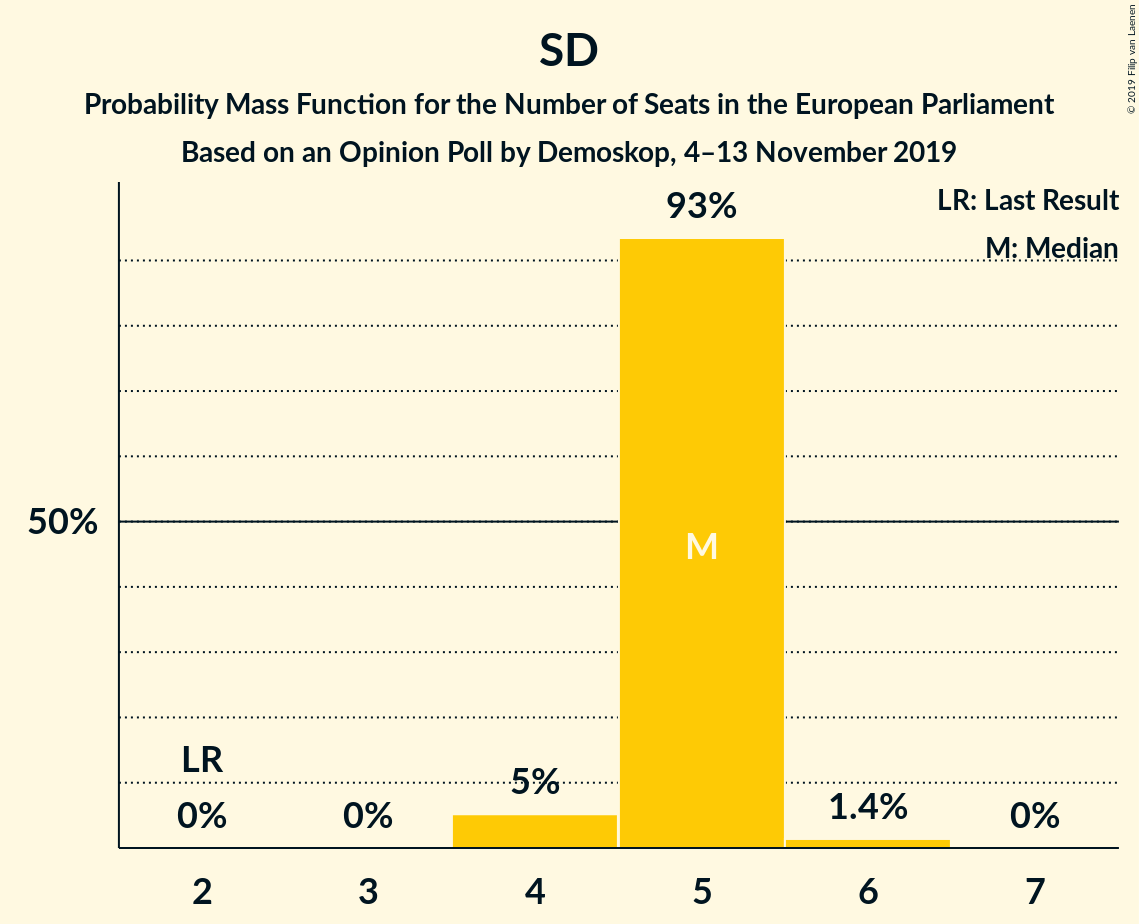 SD
Probability Mass Function for the Number of Seats in the European Parliament
Based on an Opinion Poll by Demoskop, 4–13 November 2019
© 2019 Filip van Laenen
LR: Last Result
M: Median
93%
50%
M
LR
0%
0%
5%
1.4%
0%
2
3
4
5
6
7